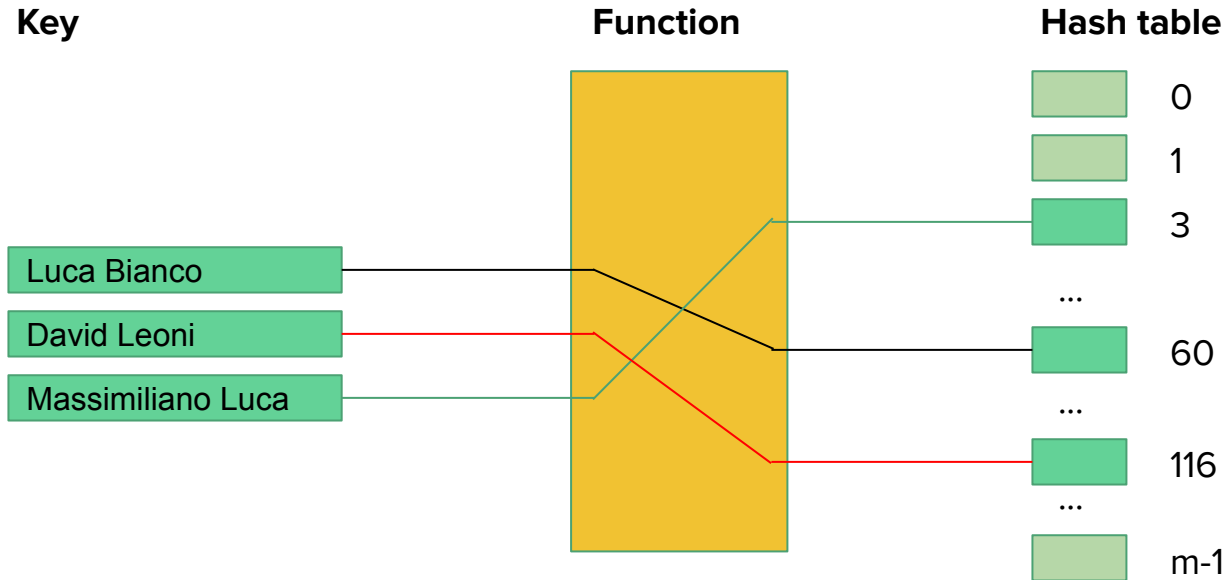 Key
Function
Hash table
0
1
3
...
60
...
116
...
m-1
Luca Bianco
David Leoni
Massimiliano Luca